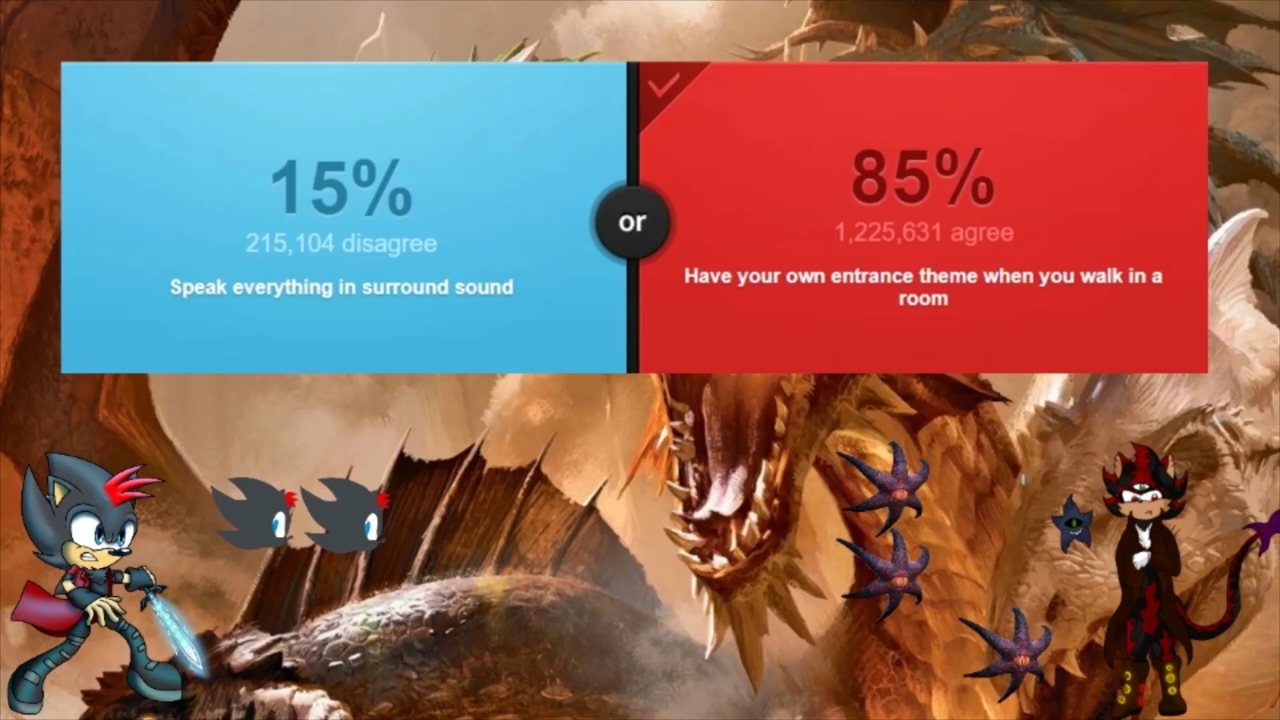 15%
215,104 disagree
Speak everything in surround sound
or
85%
1,225,631 agree
Have your own entrance theme when you walk in a
room